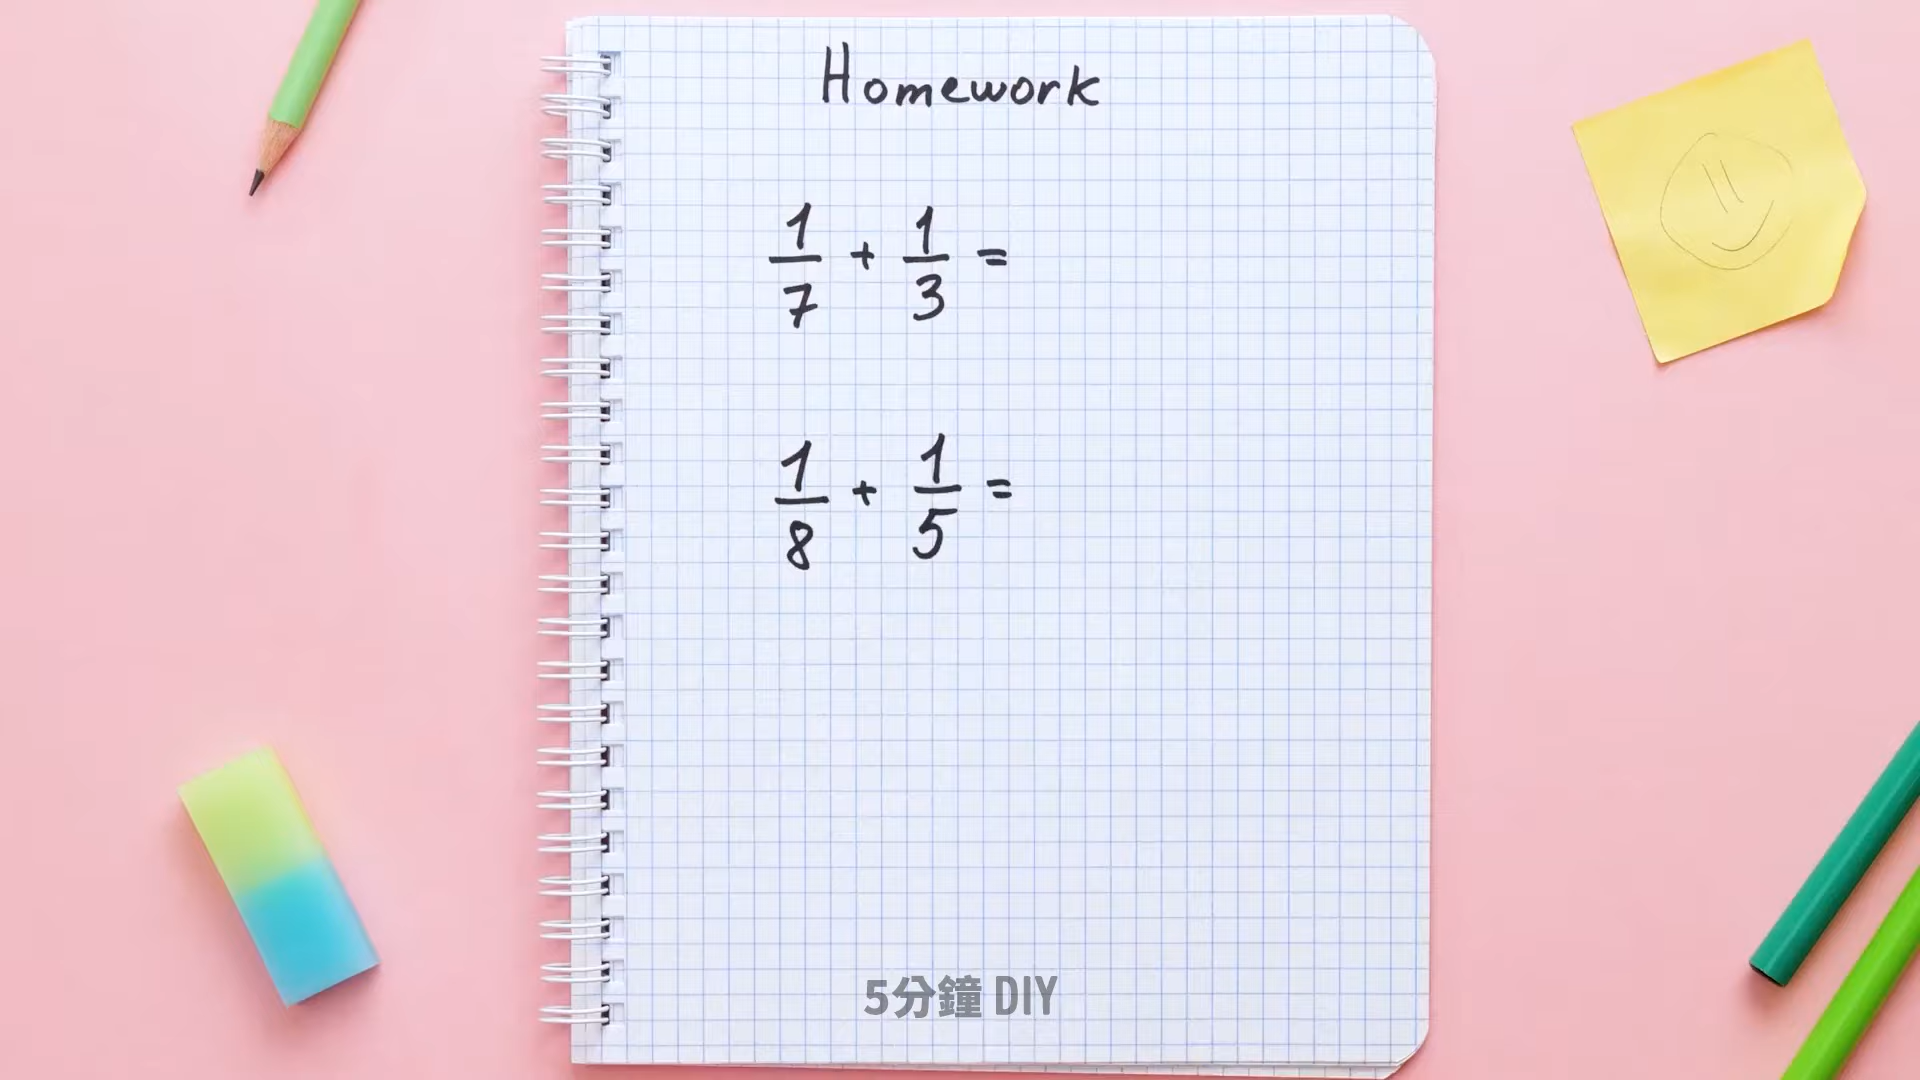 Homework
1/7 + 1/3 =
1/8 + 1/5 =
5分鐘 DIY